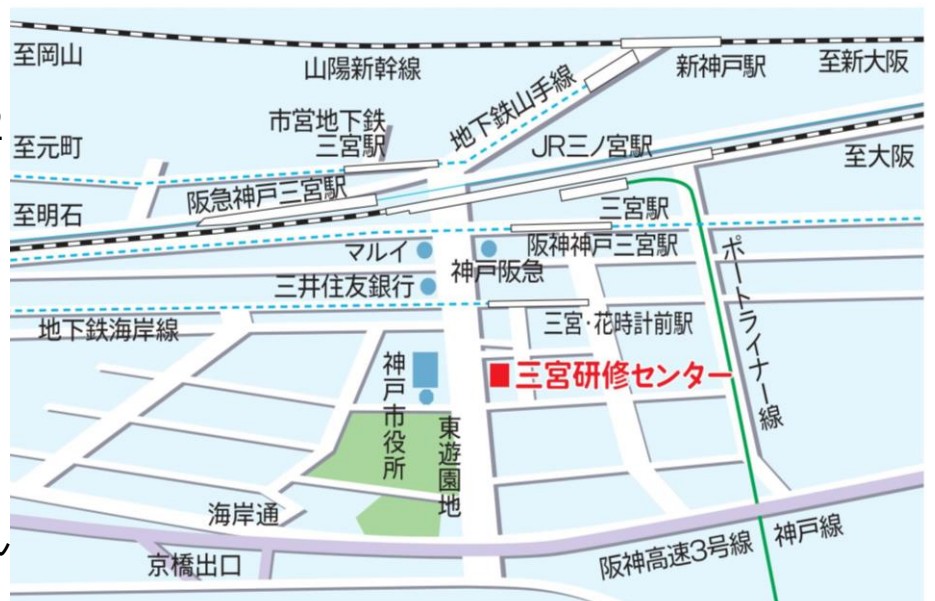 至岡山
山陽新幹線
新神戸駅
至新大阪
地下鉄山手線
市営地下鉄
三宮駅
至元町
JR三ノ宮駅
至大阪
阪急神戸三宮駅
至明石
三宮駅
阪神神戸三宮駅
マルイ
神戸阪急
ポートライナー線
三井住友銀行
三宮・花時計前駅
地下鉄海岸線
神戸市役所
三宮研修センター
東遊園地
海岸通
京橋出口
阪神高速3号線
神戸線